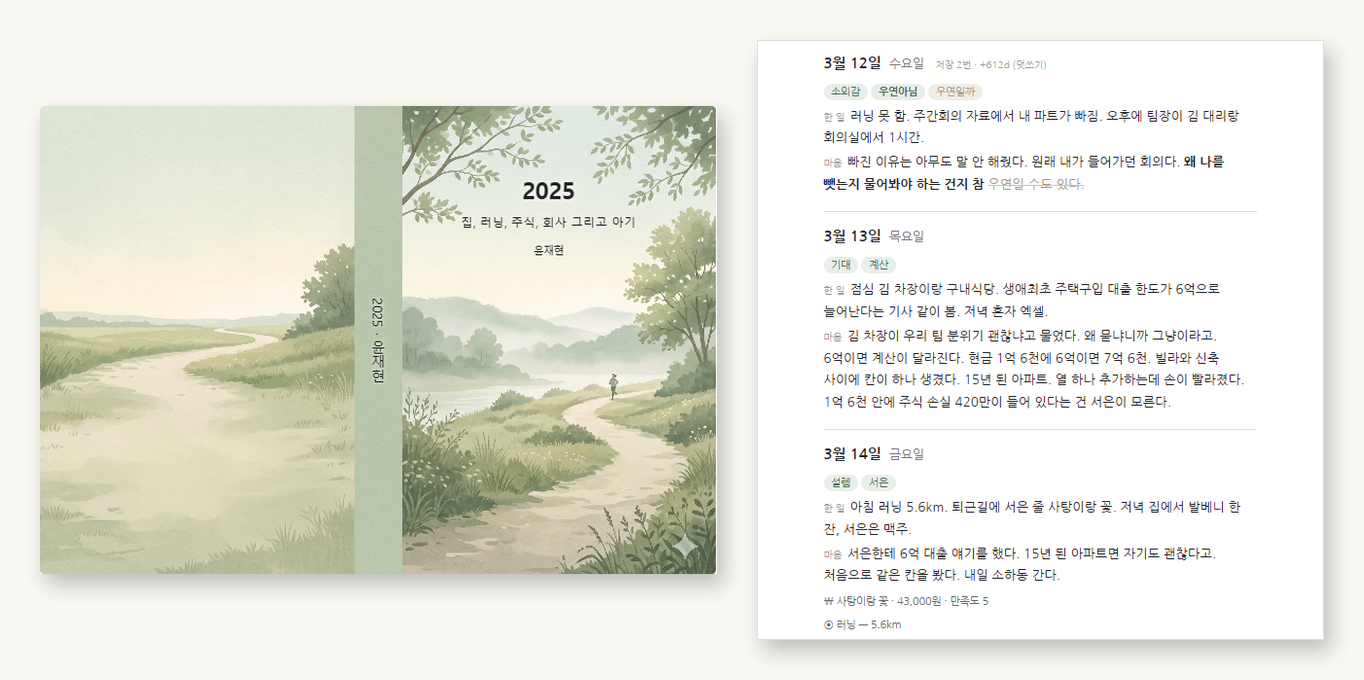 2025
집, 러닝, 주식, 회사 그리고 아기
윤재현
2025 · 윤재현
3월 12일 수요일 저장 2번 · +612d (덧쓰기)
소외감 우연아님 우연일까
한 일 러닝 못 함. 주간회의 자료에서 내 파트가 빠짐. 오후에 팀장이 김 대리랑
회의실에서 1시간.
마음 빠진 이유는 아무도 말 안 해줬다. 원래 내가 들어가던 회의다. 왜 나를
뺏는지 물어봐야 하는 건지 참 우연일 수도 있다.
3월 13일 목요일
기대 계산
한 일 점심 김 차장이랑 구내식당. 생애최초 주택구입 대출 한도가 6억으로
늘어난다는 기사 같이 봄. 저녁 혼자 엑셀.
마음 김 차장이 우리 팀 분위기 괜찮냐고 물었다. 왜 묻냐니까 그냥이라고.
6억이면 계산이 달라진다. 현금 1억 6천에 6억이면 7억 6천. 빌라와 신축
사이에 칸이 하나 생겼다. 15년 된 아파트. 열 하나 추가하는데 손이 빨라졌다.
1억 6천 안에 주식 손실 420만이 들어 있다는 건 서은이 모른다.
3월 14일 금요일
설렘 서은
한 일 아침 러닝 5.6km. 퇴근길에 서은 줄 사탕이랑 꽃. 저녁 집에서 발베니 한
잔, 서은은 맥주.
마음 서은한테 6억 대출 얘기를 했다. 15년 된 아파트면 자기도 괜찮다고.
처음으로 같은 칸을 봤다. 내일 소하동 간다.
₩ 사탕이랑 꽃 · 43,000원 · 만족도 5
⦿ 러닝 — 5.6km